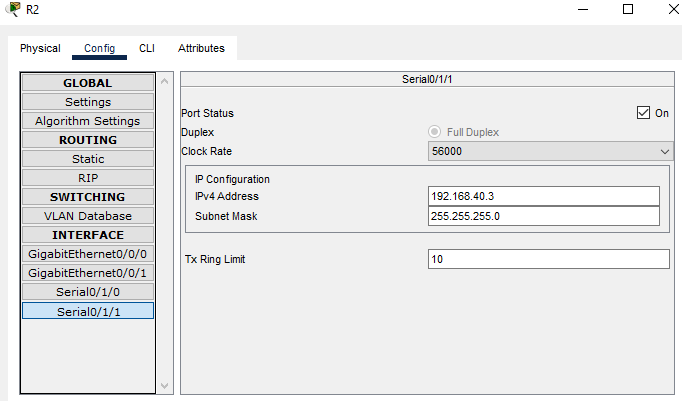 R2
Physical Config CLI Attributes
GLOBAL
Settings
Algorithm Settings
ROUTING
Static
RIP
SWITCHING
VLAN Database
INTERFACE
GigabitEthernet0/0/0
GigabitEthernet0/0/1
Serial0/1/0
Serial0/1/1
Serial0/1/1
Port Status On
Duplex Full Duplex
Clock Rate 56000
IP Configuration
IPv4 Address 192.168.40.3
Subnet Mask 255.255.255.0
Tx Ring Limit 10